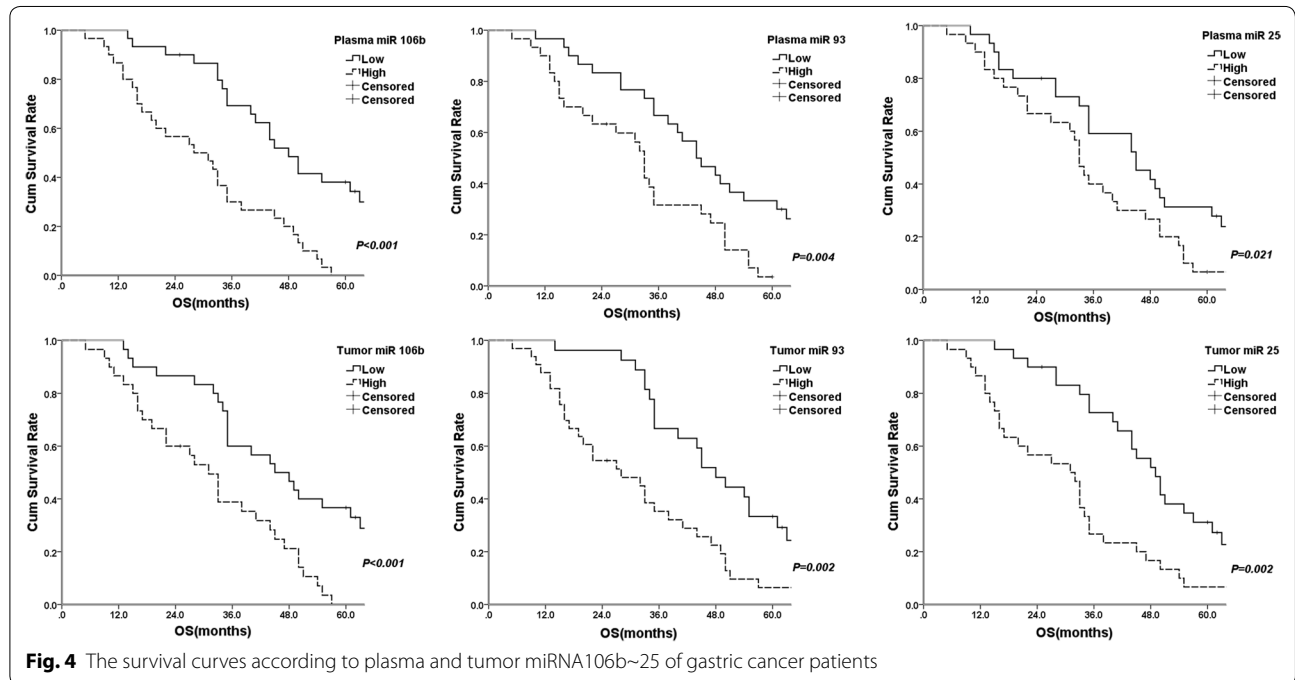 Plasma miR 106b
Low
High
Censored
Censored
Cum Survival Rate
1.0
0.8
0.6
0.4
0.2
0.0
P<0.001
.0 12.0 24.0 36.0 48.0 60.0
OS(months)
Plasma miR 93
Low
High
Censored
Censored
Cum Survival Rate
1.0
0.8
0.6
0.4
0.2
0.0
P=0.004
.0 12.0 24.0 36.0 48.0 60.0
OS(months)
Plasma miR 25
Low
High
Censored
Censored
Cum Survival Rate
1.0
0.8
0.6
0.4
0.2
0.0
P=0.021
.0 12.0 24.0 36.0 48.0 60.0
OS(months)
Tumor miR 106b
Low
High
Censored
Censored
Cum Survival Rate
1.0
0.8
0.6
0.4
0.2
0.0
P<0.001
.0 12.0 24.0 36.0 48.0 60.0
OS(months)
Tumor miR 93
Low
High
Censored
Censored
Cum Survival Rate
1.0
0.8
0.6
0.4
0.2
0.0
P=0.002
.0 12.0 24.0 36.0 48.0 60.0
OS(months)
Tumor miR 25
Low
High
Censored
Censored
Cum Survival Rate
1.0
0.8
0.6
0.4
0.2
0.0
P=0.002
.0 12.0 24.0 36.0 48.0 60.0
OS(months)
Fig. 4 The survival curves according to plasma and tumor miRNA106b~25 of gastric cancer patients